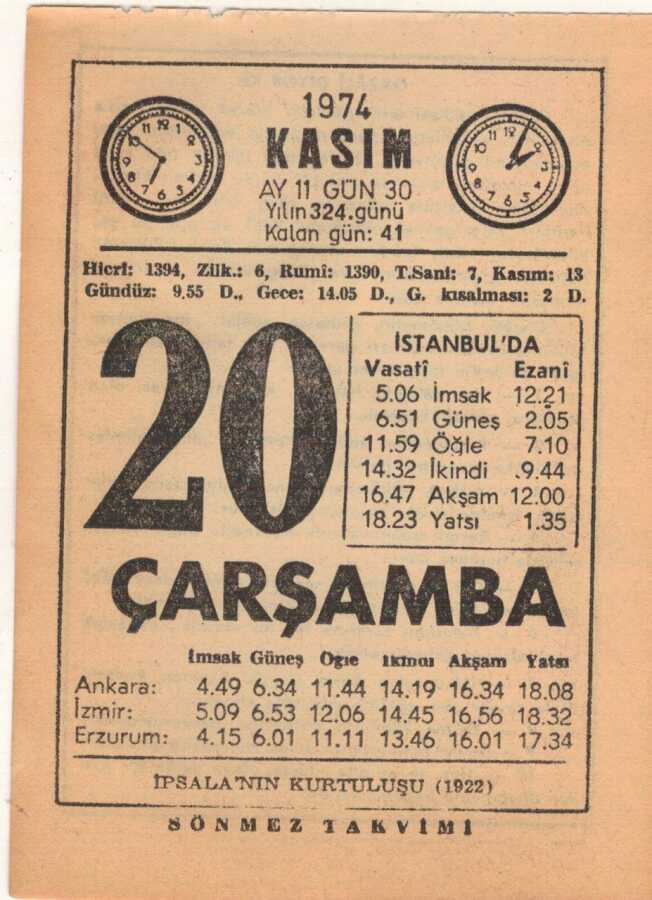 1974
KASIM
AY 11 GÜN 30
Yılın 324. günü
Kalan gün: 41
Hicrî: 1394, Zilk.: 6, Rumî: 1390, T.Sani: 7, Kasım: 13
Gündüz: 9.55 D., Gece: 14.05 D., G. kısalması: 2 D.
20
İSTANBUL'DA
Vasatî Ezanî
5.06 İmsak 12.21
6.51 Güneş 2.05
11.59 Öğle 7.10
14.32 İkindi 9.44
16.47 Akşam 12.00
18.23 Yatsı 1.35
ÇARŞAMBA
İmsak Güneş Öğle İkindi Akşam Yatsı
Ankara: 4.49 6.34 11.44 14.19 16.34 18.08
İzmir: 5.09 6.53 12.06 14.45 16.56 18.32
Erzurum: 4.15 6.01 11.11 13.46 16.01 17.34
İPSALA'NIN KURTULUŞU (1922)
SÖNMEZ TAKVİMİ